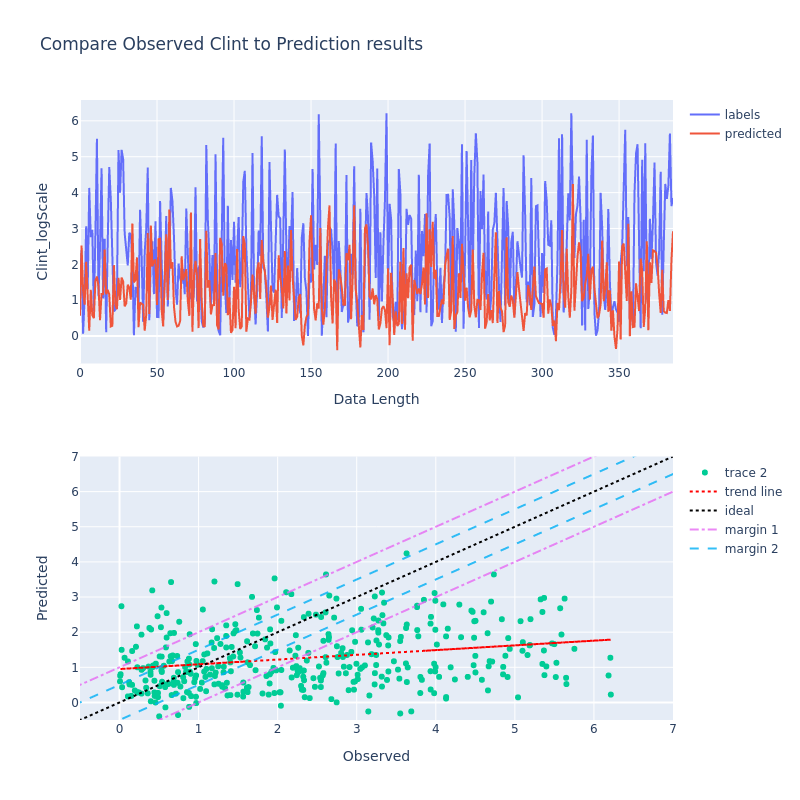 Compare Observed Clint to Prediction results
Clint_logScale
6
5
4
3
2
1
0
0 50 100 150 200 250 300 350
Data Length
labels
predicted
Predicted
7
6
5
4
3
2
1
0
0 1 2 3 4 5 6 7
Observed
trace 2
trend line
ideal
margin 1
margin 2